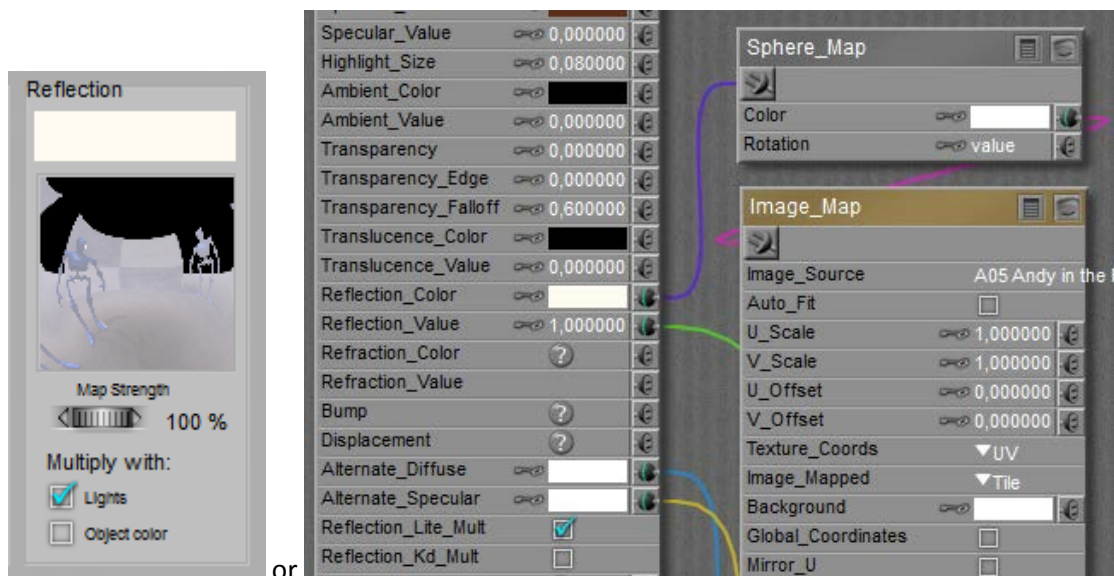 Reflection
Map Strength
100 %
Multiply with:
Lights
Object color
or
Specular_Value 0,000000
Highlight_Size 0,080000
Ambient_Color
Ambient_Value 0,000000
Transparency 0,000000
Transparency_Edge 0,000000
Transparency_Falloff 0,600000
Translucence_Color
Translucence_Value 0,000000
Reflection_Color
Reflection_Value 1,000000
Refraction_Color ?
Refraction_Value
Bump ?
Displacement ?
Alternate_Diffuse
Alternate_Specular
Reflection_Lite_Mult
Reflection_Kd_Mult
Sphere_Map
Color
Rotation value
Image_Map
Image_Source A05 Andy in the
Auto_Fit
U_Scale 1,000000
V_Scale 1,000000
U_Offset 0,000000
V_Offset 0,000000
Texture_Coords UV
Image_Mapped Tile
Background
Global_Coordinates
Mirror_U